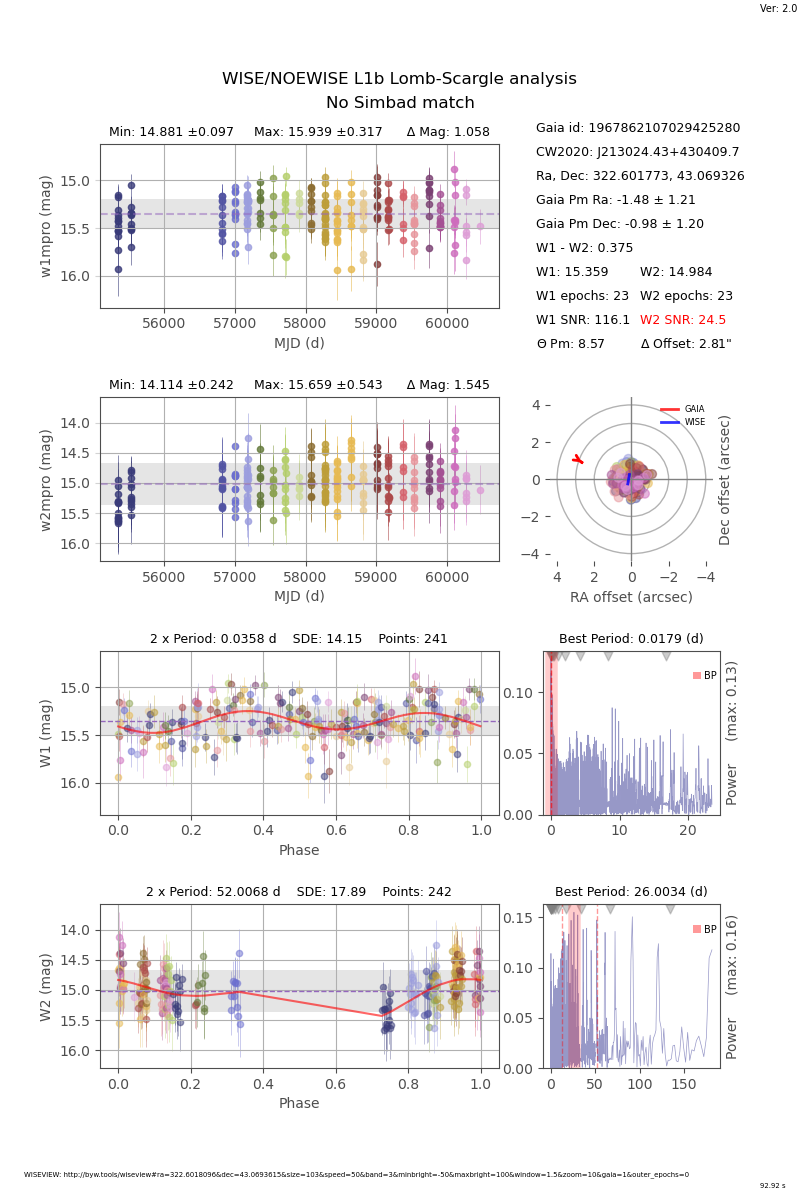 Ver: 2.0
WISE/NOEWISE L1b Lomb-Scargle analysis
No Simbad match
Min: 14.881 ±0.097 Max: 15.939 ±0.317 Δ Mag: 1.058
15.0
15.5
16.0
w1mpro (mag)
56000 57000 58000 59000 60000
MJD (d)
Gaia id: 1967862107029425280
CW2020: J213024.43+430409.7
Ra, Dec: 322.601773, 43.069326
Gaia Pm Ra: -1.48 ± 1.21
Gaia Pm Dec: -0.98 ± 1.20
W1 - W2: 0.375
W1: 15.359 W2: 14.984
W1 epochs: 23 W2 epochs: 23
W1 SNR: 116.1 W2 SNR: 24.5
Θ Pm: 8.57 Δ Offset: 2.81"
Min: 14.114 ±0.242 Max: 15.659 ±0.543 Δ Mag: 1.545
14.0
14.5
15.0
15.5
16.0
w2mpro (mag)
56000 57000 58000 59000 60000
MJD (d)
GAIA
WISE
4
2
0
−2
−4
4 2 0 −2 −4
RA offset (arcsec)
Dec offset (arcsec)
2 x Period: 0.0358 d SDE: 14.15 Points: 241
15.0
15.5
16.0
W1 (mag)
0.0 0.2 0.4 0.6 0.8 1.0
Phase
Best Period: 0.0179 (d)
BP
0.10
0.05
0.00
0 10 20
Power (max: 0.13)
2 x Period: 52.0068 d SDE: 17.89 Points: 242
14.0
14.5
15.0
15.5
16.0
W2 (mag)
0.0 0.2 0.4 0.6 0.8 1.0
Phase
Best Period: 26.0034 (d)
BP
0.15
0.10
0.05
0.00
0 50 100 150
Power (max: 0.16)
WISEVIEW: http://byw.tools/wiseview#ra=322.6018096&dec=43.0693615&size=103&speed=50&band=3&minbright=-50&maxbright=100&window=1.5&zoom=10&gaia=1&outer_epochs=0
92.92 s